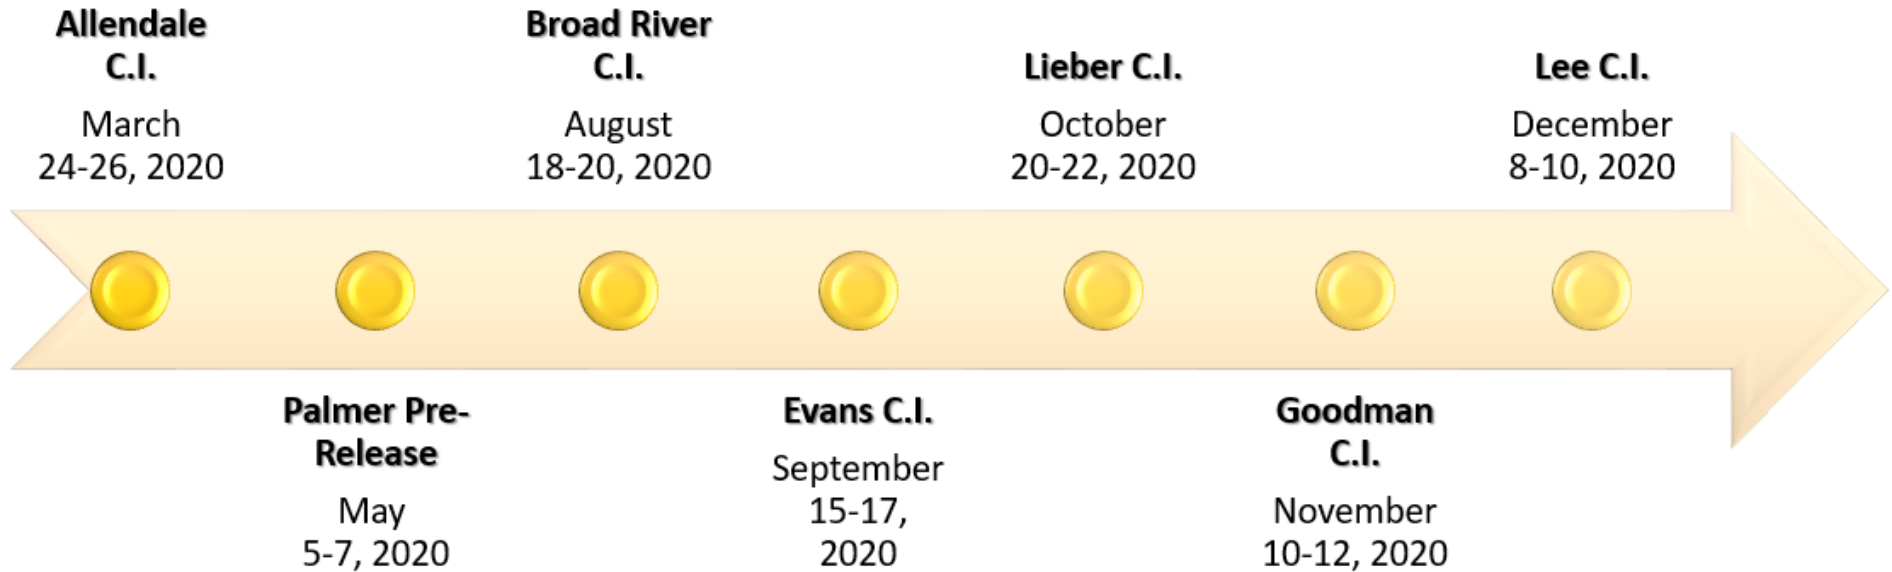 Allendale
C.I.
March
24-26, 2020
Palmer Pre-
Release
May
5-7, 2020
Broad River
C.I.
August
18-20, 2020
Evans C.I.
September
15-17,
2020
Lieber C.I.
October
20-22, 2020
Goodman
C.I.
November
10-12, 2020
Lee C.I.
December
8-10, 2020